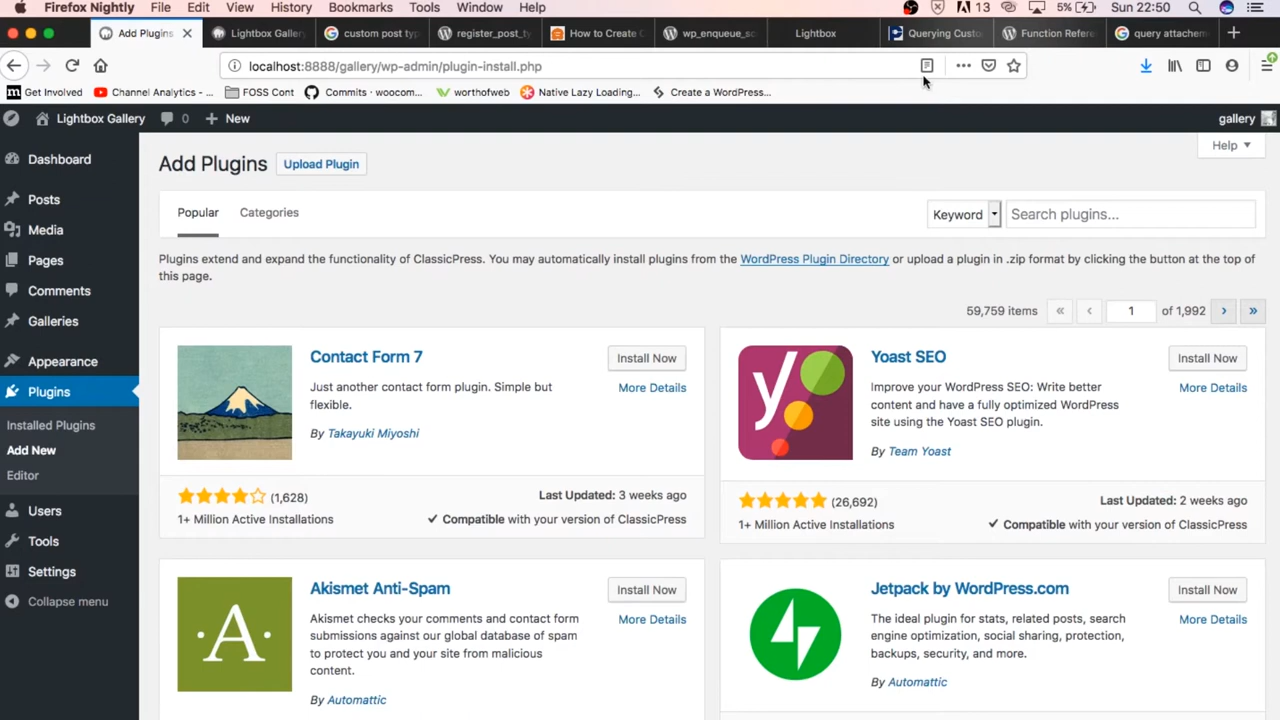 Firefox Nightly File Edit View History Bookmarks Tools Window Help 13 5% Sun 22:50
Add Plugins Lightbox Gallery custom post typ register_post_ty How to Create C wp_enqueue_sc Lightbox Querying Custo Function Refere query attacheme
localhost:8888/gallery/wp-admin/plugin-install.php
Get Involved Channel Analytics - ... FOSS Cont Commits · woocom... worthofweb Native Lazy Loading... Create a WordPress...
Lightbox Gallery 0 New gallery
Help
Add Plugins Upload Plugin
Dashboard
Posts
Media
Pages
Comments
Galleries
Appearance
Plugins
Installed Plugins
Add New
Editor
Users
Tools
Settings
Collapse menu
Popular Categories Keyword Search plugins...
Plugins extend and expand the functionality of ClassicPress. You may automatically install plugins from the WordPress Plugin Directory or upload a plugin in .zip format by clicking the button at the top of
this page.
59,759 items « ‹ 1 of 1,992 › »
Contact Form 7
Install Now
More Details
Just another contact form plugin. Simple but
flexible.
By Takayuki Miyoshi
(1,628)
Last Updated: 3 weeks ago
1+ Million Active Installations
Compatible with your version of ClassicPress
y
Yoast SEO
Install Now
More Details
Improve your WordPress SEO: Write better
content and have a fully optimized WordPress
site using the Yoast SEO plugin.
By Team Yoast
(26,692)
Last Updated: 2 weeks ago
1+ Million Active Installations
Compatible with your version of ClassicPress
·A·
Akismet Anti-Spam
Install Now
More Details
Akismet checks your comments and contact form
submissions against our global database of spam
to protect you and your site from malicious
content.
By Automattic
Jetpack by WordPress.com
Install Now
More Details
The ideal plugin for stats, related posts, search
engine optimization, social sharing, protection,
backups, security, and more.
By Automattic